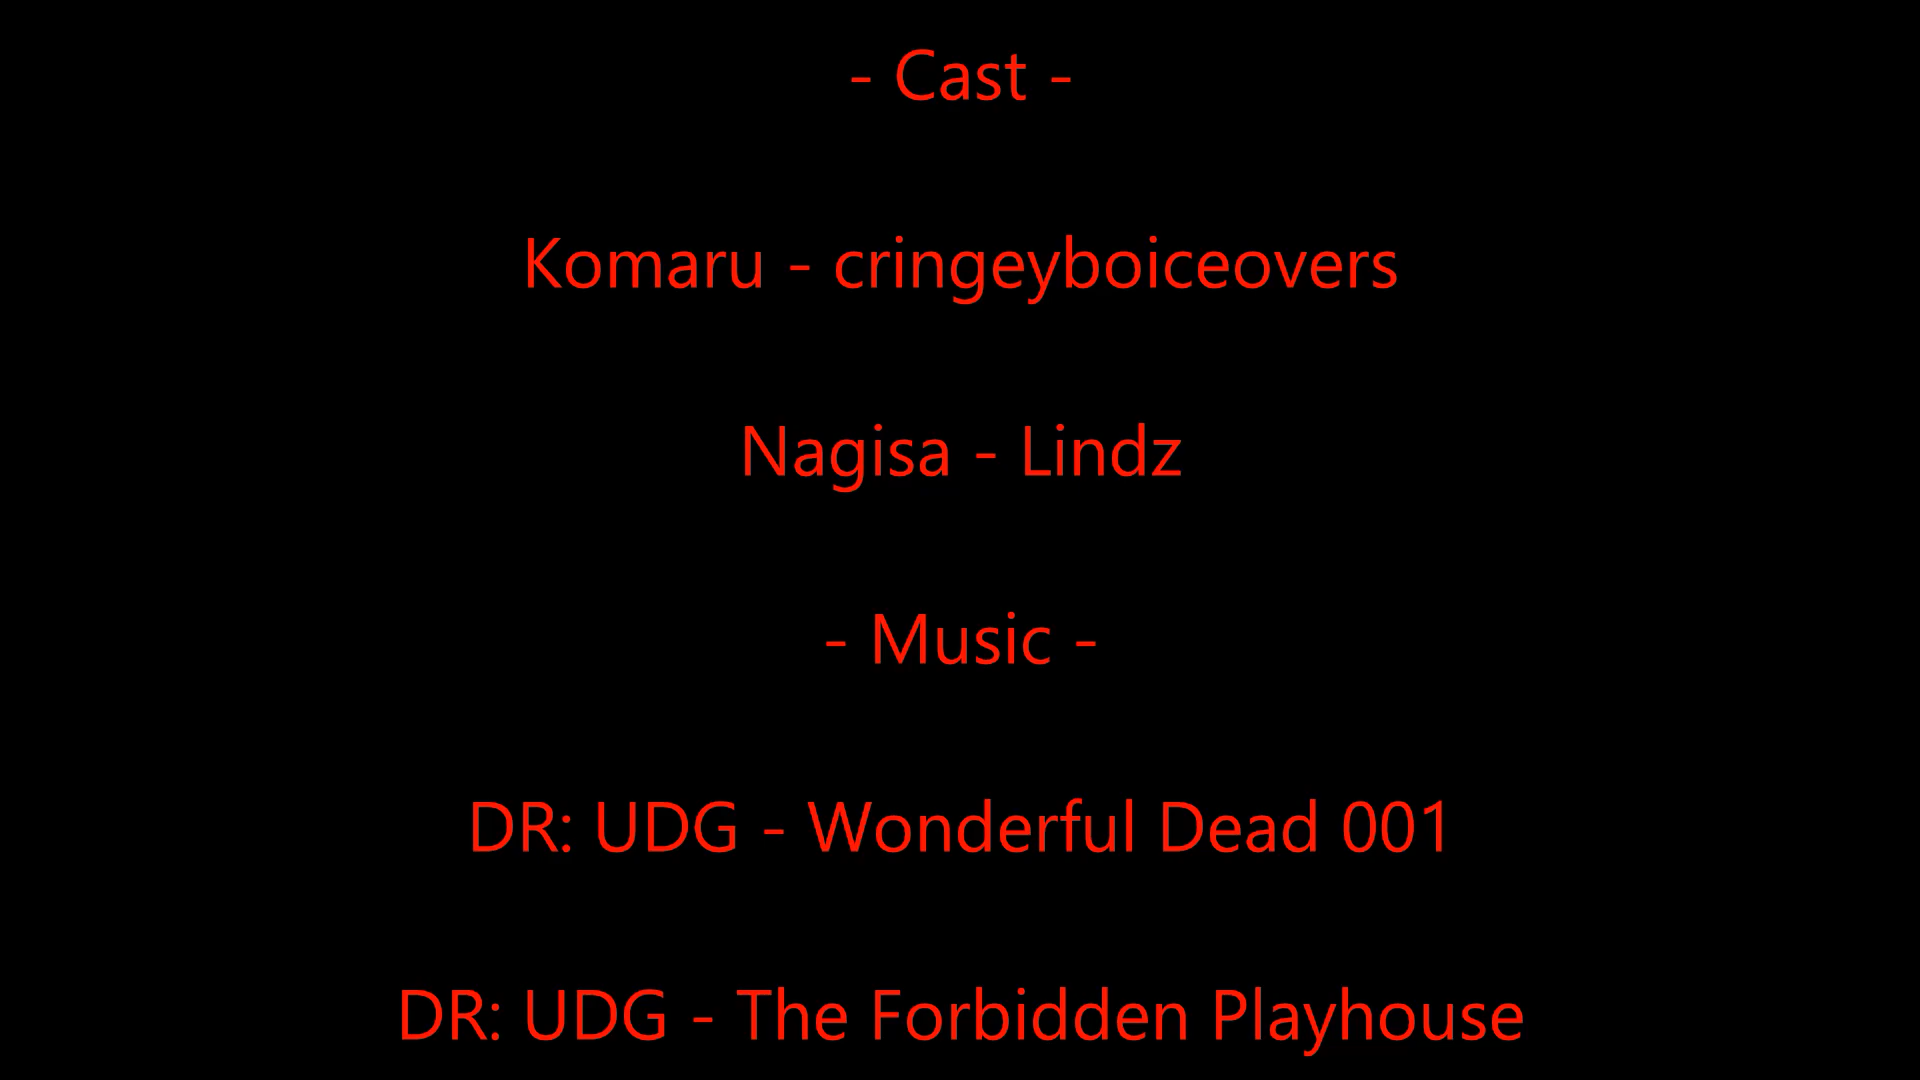 - Cast -
Komaru - cringeyboiceovers
Nagisa - Lindz
- Music -
DR: UDG - Wonderful Dead 001
DR: UDG - The Forbidden Playhouse